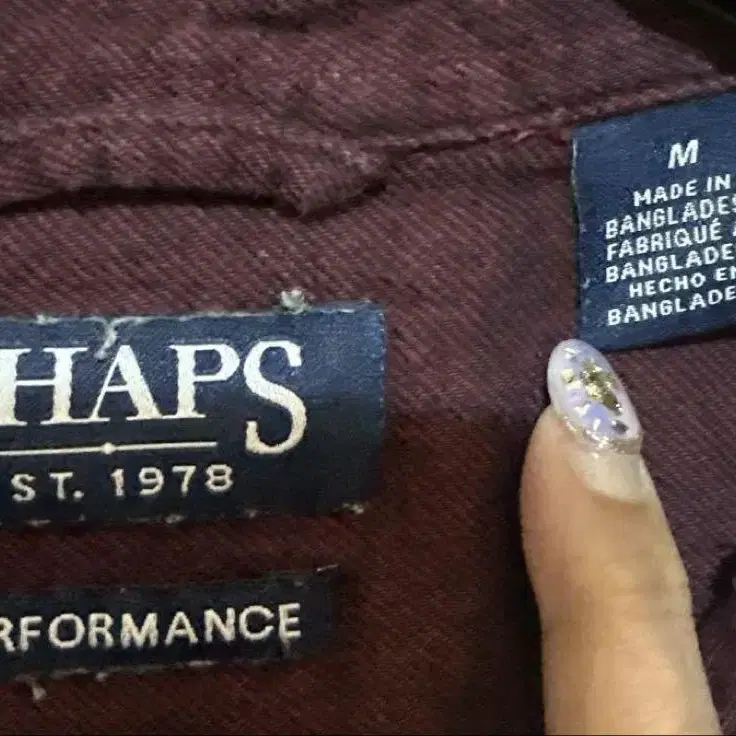 HAPS
ST. 1978
RFORMANCE
M
MADE IN
BANGLADES
FABRIQUÉ
BANGLADE
HECHO EN
BANGLADE